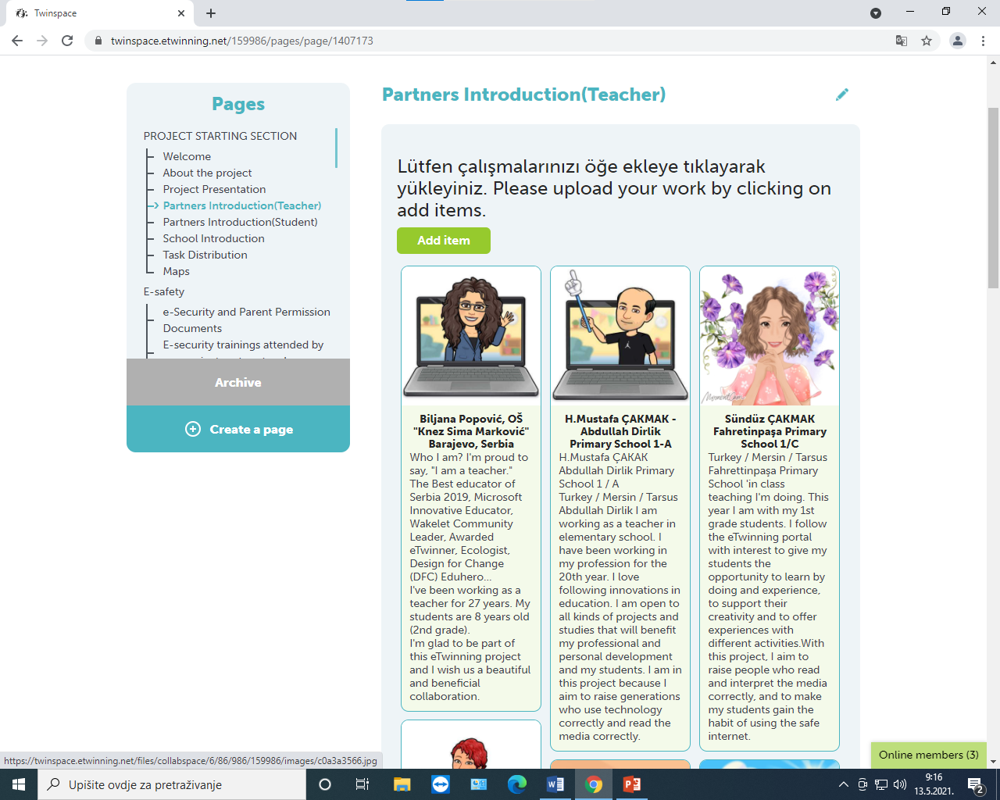 Twinspace
twinspace.etwinning.net/159986/pages/page/1407173
Pages
PROJECT STARTING SECTION
Welcome
About the project
Project Presentation
Partners Introduction(Teacher)
Partners Introduction(Student)
School Introduction
Task Distribution
Maps
E-safety
e-Security and Parent Permission
Documents
E-security trainings attended by
Archive
Create a page
Partners Introduction(Teacher)
Lütfen çalışmalarınızı öğe ekleye tıklayarak
yükleyiniz. Please upload your work by clicking on
add items.
Add item
Biljana Popović, OŠ
"Knez Sima Marković"
Barajevo, Serbia
Who I am? I'm proud to
say, "I am a teacher."
The Best educator of
Serbia 2019, Microsoft
Innovative Educator,
Wakelet Community
Leader, Awarded
eTwinner, Ecologist,
Design for Change
(DFC) Eduhero...
I've been working as a
teacher for 27 years. My
students are 8 years old
(2nd grade).
I'm glad to be part of
this eTwinning project
and I wish us a beautiful
and beneficial
collaboration.
H.Mustafa ÇAKMAK -
Abdullah Dirlik
Primary School 1-A
H.Mustafa ÇAKAK
Abdullah Dirlik Primary
School 1 / A
Turkey / Mersin / Tarsus
Abdullah Dirlik I am
working as a teacher in
elementary school. I
have been working in
my profession for the
20th year. I love
following innovations in
education. I am open to
all kinds of projects and
studies that will benefit
my professional and
personal development
and my students. I am in
this project because I
aim to raise generations
who use technology
correctly and read the
media correctly.
MomentCam
Sündüz ÇAKMAK
Fahretinpaşa Primary
School 1/C
Turkey / Mersin / Tarsus
Fahrettinpaşa Primary
School 'in class
teaching I'm doing. This
year I am with my 1st
grade students. I follow
the eTwinning portal
with interest to give my
students the
opportunity to learn by
doing and experience,
to support their
creativity and to offer
experiences with
different activities.With
this project, I aim to
raise people who read
and interpret the media
correctly, and to make
my students gain the
habit of using the safe
internet.
https://twinspace.etwinning.net/files/collabspace/6/86/986/159986/images/c0a3a3566.jpg
Online members (3)
Upišite ovdje za pretraživanje
9:16
13.5.2021.
2